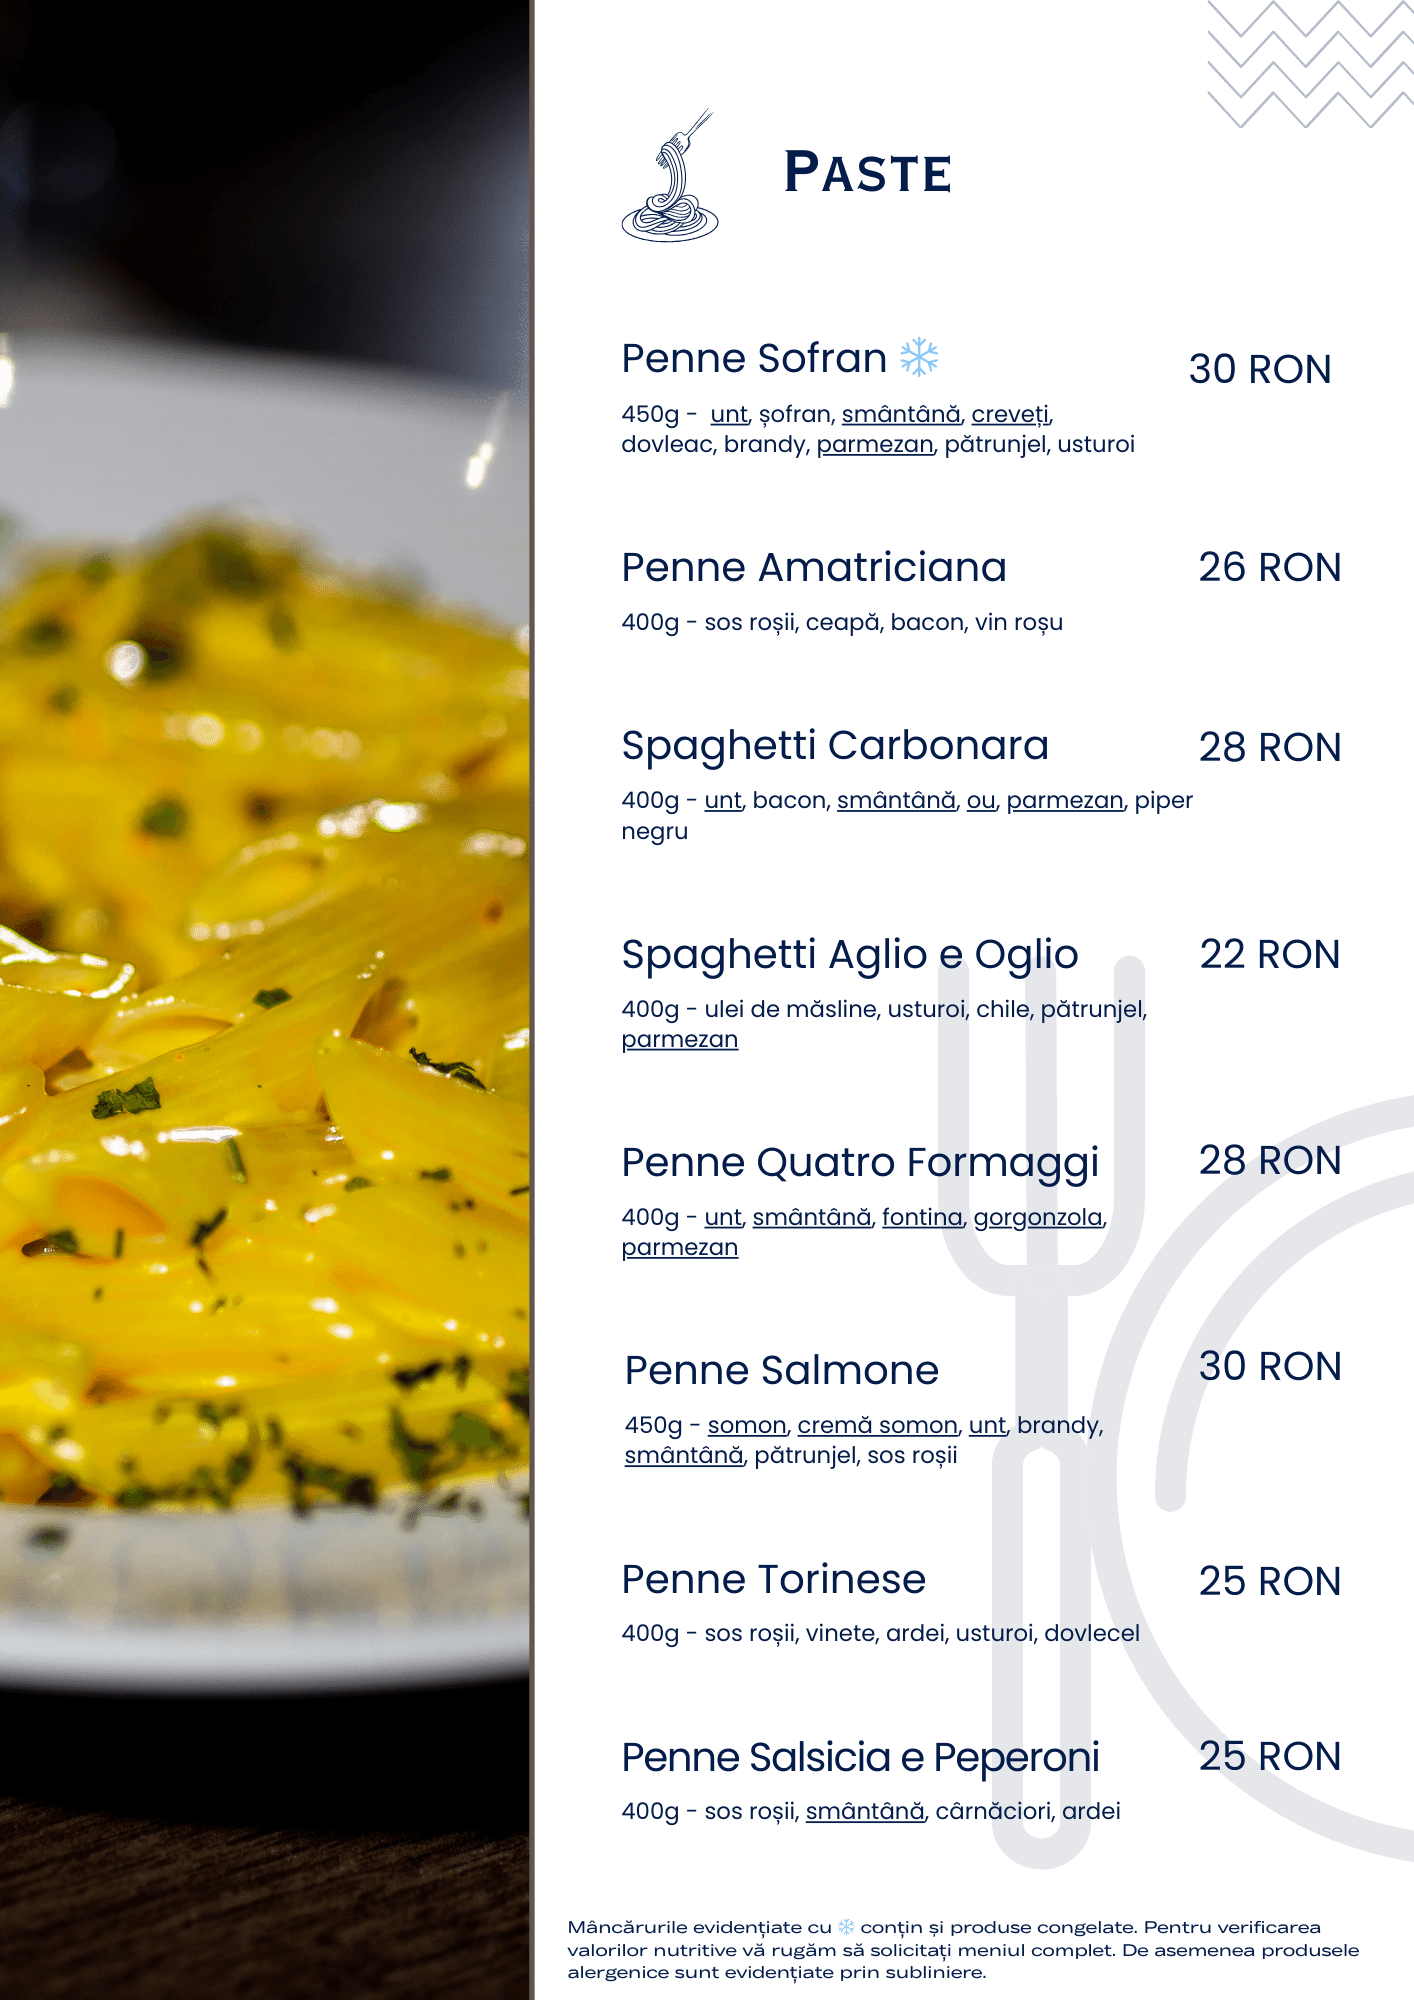 PASTE
Penne Sofran ❄
30 RON
450g - unt, șofran, smântână, creveți,
dovleac, brandy, parmezan, pătrunjel, usturoi
Penne Amatriciana
26 RON
400g - sos roșii, ceapă, bacon, vin roșu
Spaghetti Carbonara
28 RON
400g - unt, bacon, smântână, ou, parmezan, piper
negru
Spaghetti Aglio e Oglio
22 RON
400g - ulei de măsline, usturoi, chile, pătrunjel,
parmezan
Penne Quatro Formaggi
28 RON
400g - unt, smântână, fontina, gorgonzola,
parmezan
Penne Salmone
30 RON
450g - somon, cremă somon, unt, brandy,
smântână, pătrunjel, sos roșii
Penne Torinese
25 RON
400g - sos roșii, vinete, ardei, usturoi, dovlecel
Penne Salsicia e Peperoni
25 RON
400g - sos roșii, smântână, cârnăciori, ardei
Mâncărurile evidențiate cu ❄ conțin și produse congelate. Pentru verificarea
valorilor nutritive vă rugăm să solicitați meniul complet. De asemenea produsele
alergenice sunt evidențiate prin subliniere.